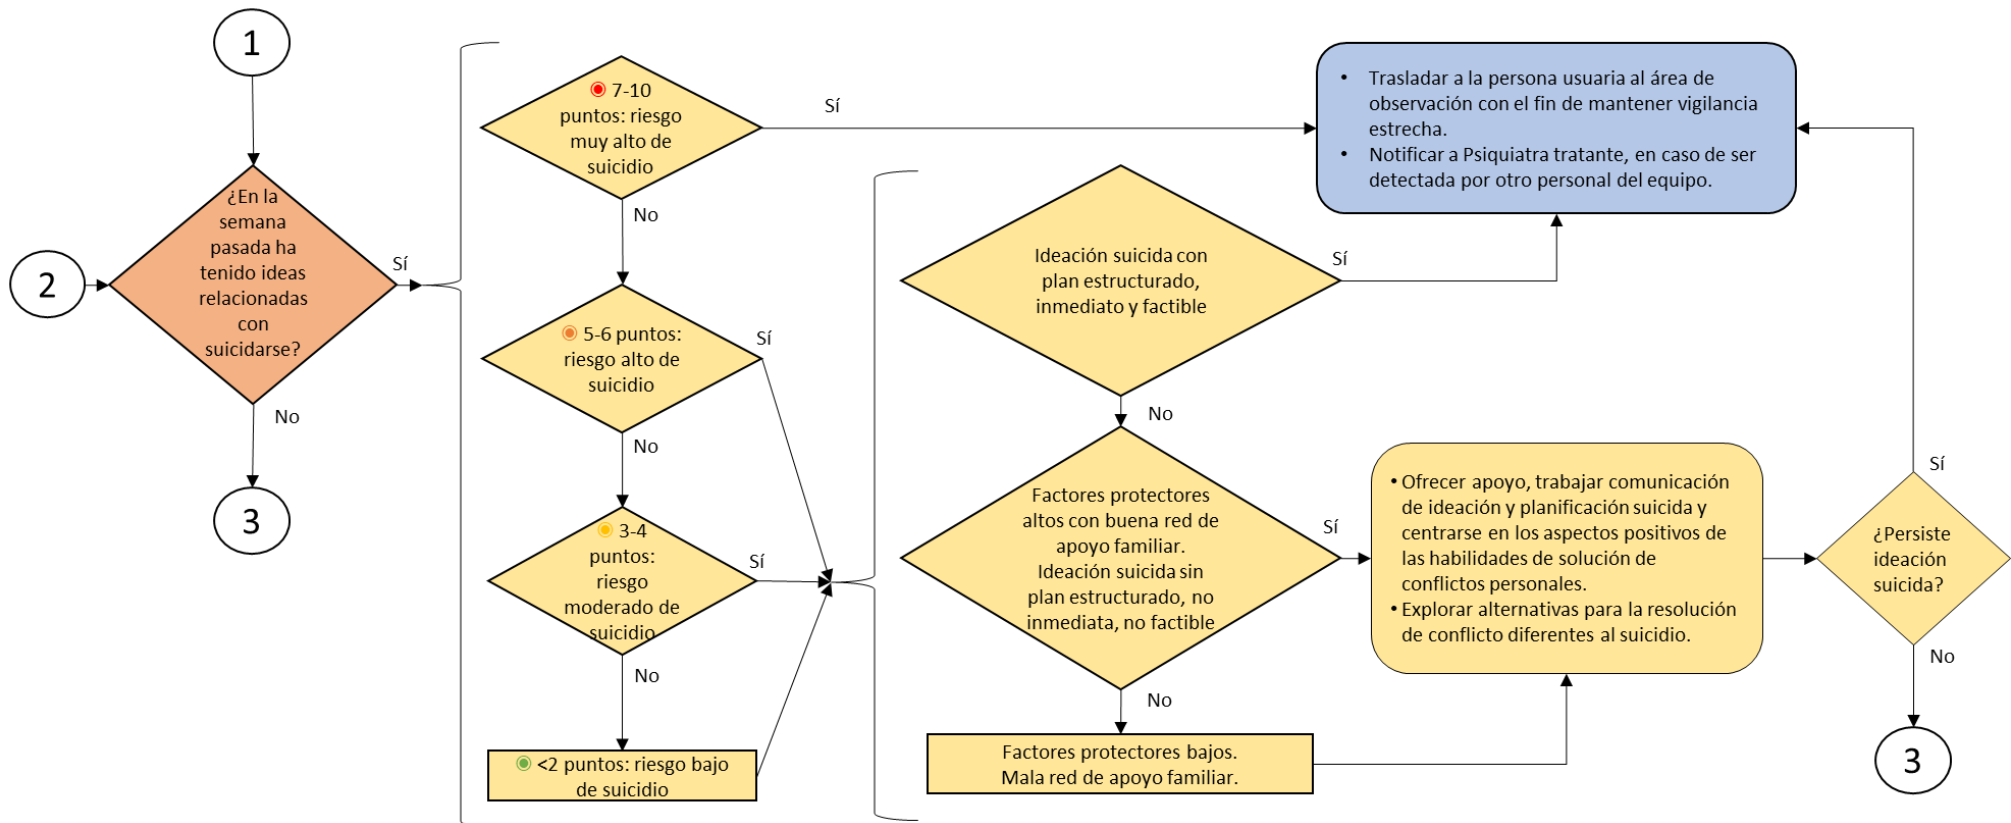 1
2
¿En la
semana
pasada ha
tenido ideas
relacionadas
con
suicidarse?
Sí
No
3
7-10
puntos: riesgo
muy alto de
suicidio
Sí
No
5-6 puntos:
riesgo alto de
suicidio
Sí
No
3-4
puntos:
riesgo
moderado de
suicidio
Sí
No
<2 puntos: riesgo bajo
de suicidio
• Trasladar a la persona usuaria al área de
observación con el fin de mantener vigilancia
estrecha.
• Notificar a Psiquiatra tratante, en caso de ser
detectada por otro personal del equipo.
Ideación suicida con
plan estructurado,
inmediato y factible
Sí
No
Factores protectores
altos con buena red de
apoyo familiar.
Ideación suicida sin
plan estructurado, no
inmediata, no factible
Sí
No
Factores protectores bajos.
Mala red de apoyo familiar.
• Ofrecer apoyo, trabajar comunicación
de ideación y planificación suicida y
centrarse en los aspectos positivos de
las habilidades de solución de
conflictos personales.
• Explorar alternativas para la resolución
de conflicto diferentes al suicidio.
¿Persiste
ideación
suicida?
Sí
No
3